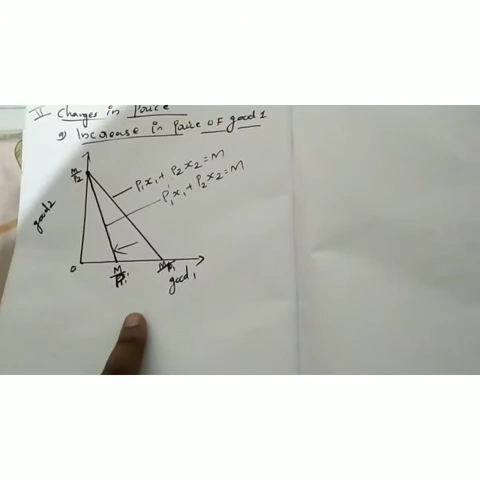 II Changes in Price
a) Increase in Price OF good 1
M/P2
P1x1 + P2x2 = M
P1'x1 + P2x2 = M
good 2
0
M/P1'
M/P1
good 1